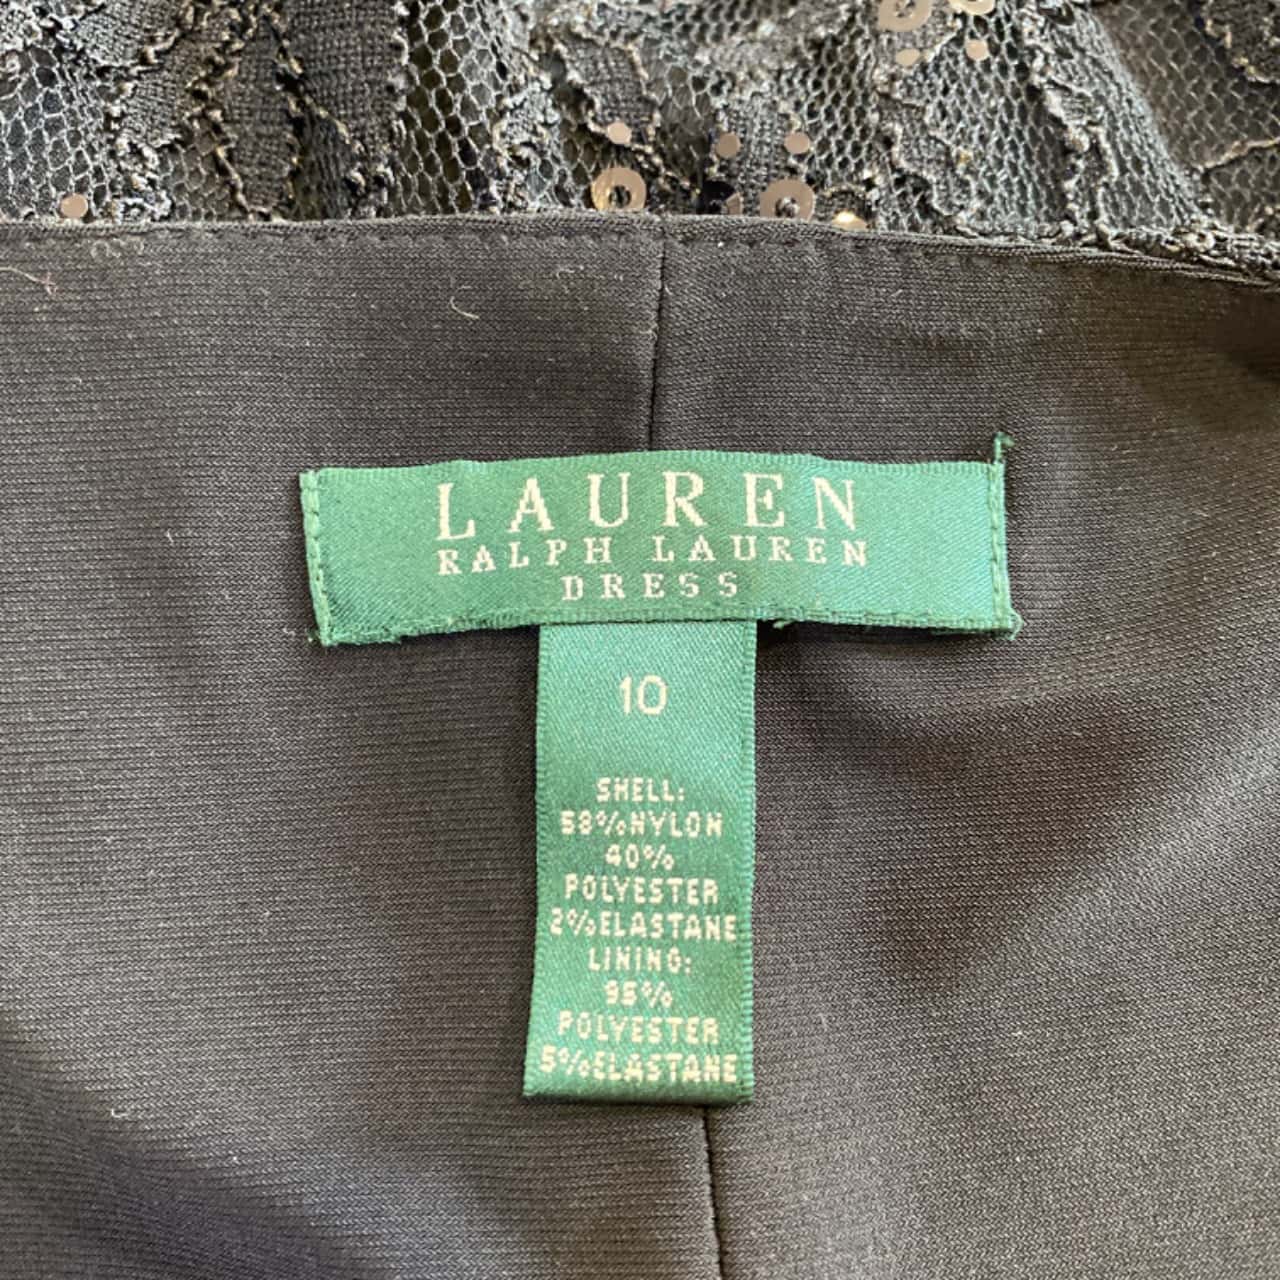 LAUREN
RALPH LAUREN
DRESS
10
SHELL:
58%NYLON
40%
POLYESTER
2%ELASTANE
LINING:
95%
POLYESTER
5%ELASTANE